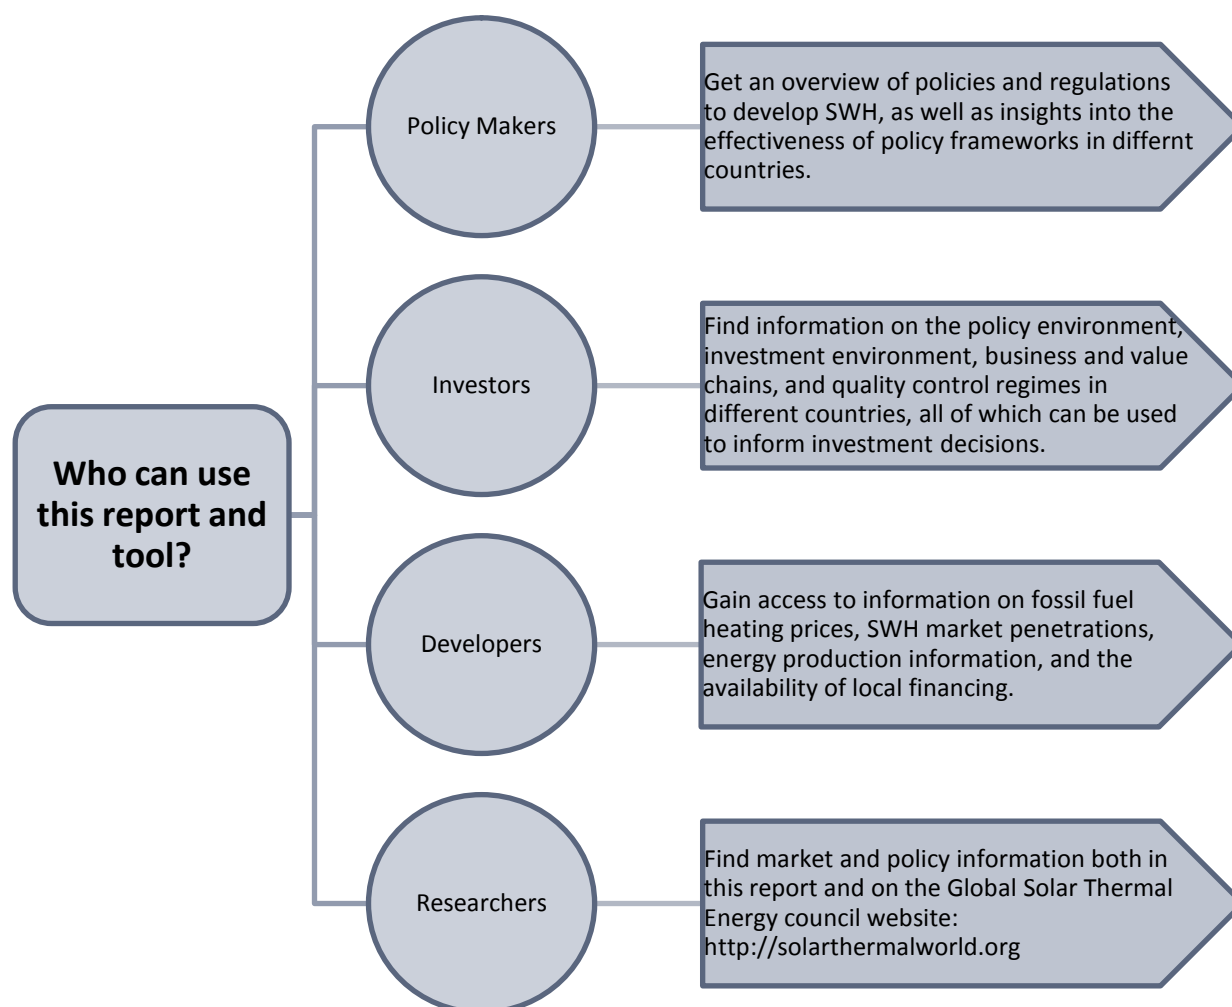 Who can use
this report and
tool?
Policy Makers
Get an overview of policies and regulations
to develop SWH, as well as insights into the
effectiveness of policy frameworks in differnt
countries.
Investors
Find information on the policy environment,
investment environment, business and value
chains, and quality control regimes in
different countries, all of which can be used
to inform investment decisions.
Developers
Gain access to information on fossil fuel
heating prices, SWH market penetrations,
energy production information, and the
availability of local financing.
Researchers
Find market and policy information both in
this report and on the Global Solar Thermal
Energy council website:
http://solarthermalworld.org